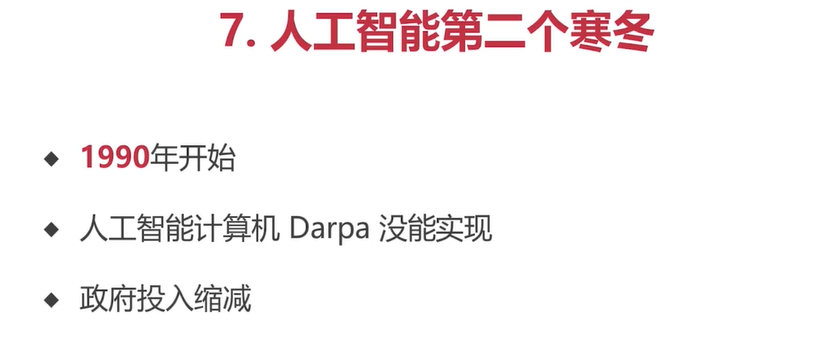 7. 人工智能第二个寒冬
◆ 1990年开始
◆ 人工智能计算机 Darpa 没能实现
◆ 政府投入缩减